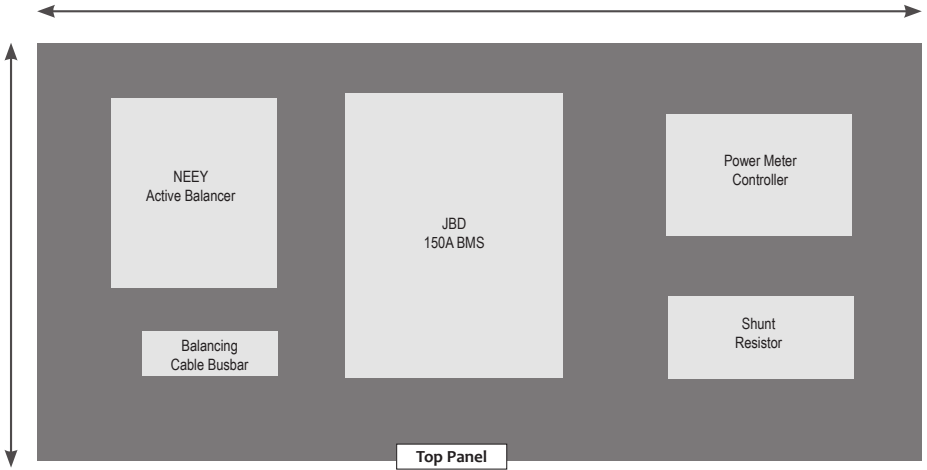 NEEY
Active Balancer
JBD
150A BMS
Power Meter
Controller
Balancing
Cable Busbar
Shunt
Resistor
Top Panel